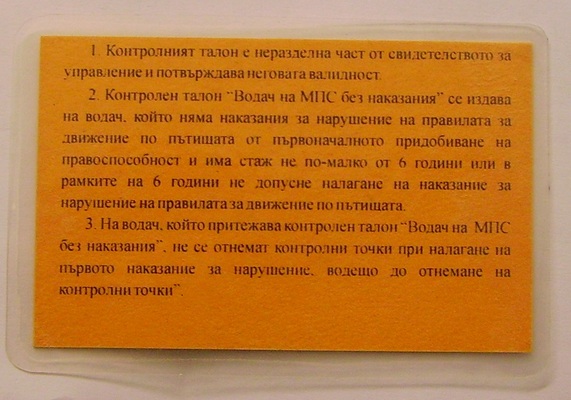 1. Контролният талон е неразделна част от свидетелството за
управление и потвърждава неговата валидност.
2. Контролен талон “Водач на МПС без наказания” се издава
на водач, който няма наказания за нарушение на правилата за
движение по пътищата от първоначалното придобиване на
правоспособност и има стаж не по-малко от 6 години или в
рамките на 6 години не допусне налагане на наказание за
нарушение на правилата за движение по пътищата.
3. На водач, който притежава контролен талон “Водач на МПС
без наказания”, не се отнемат контролни точки при налагане на
първото наказание за нарушение, водещо до отнемане на
контролни точки”.